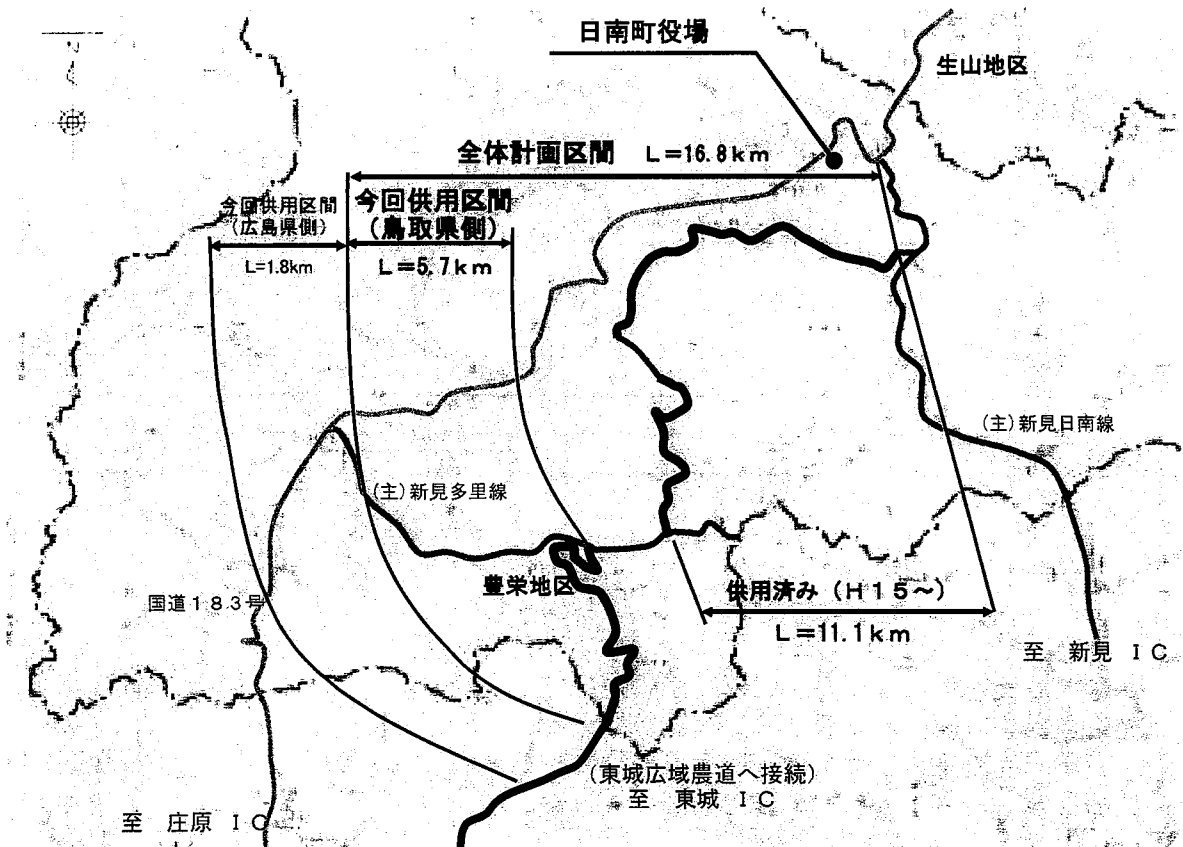 日南町役場
生山地区
全体計画区間 L=16.8km
今回供用区間
(広島県側)
L=1.8km
今回供用区間
(鳥取県側)
L=5.7km
(主)新見日南線
(主)新見多里線
豊栄地区
国道183号
供用済み (H15~)
L=11.1km
至 新見 IC
(東城広域農道へ接続)
至 東城 IC
至 庄原 IC